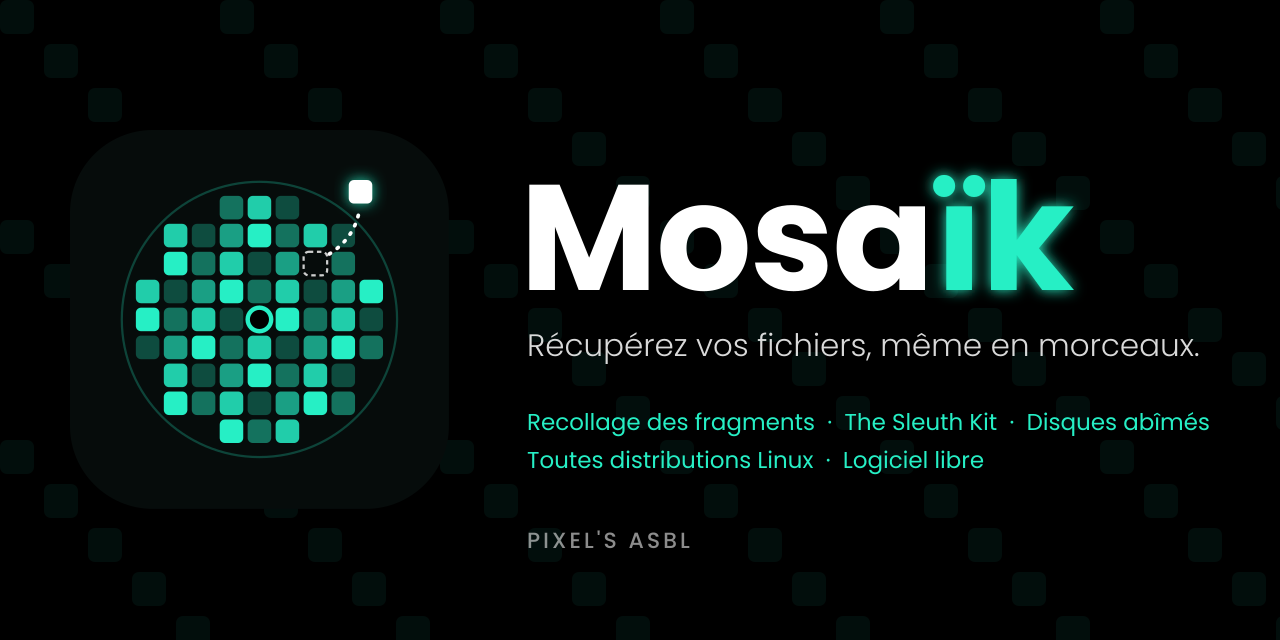 Mosaïk
Récupérez vos fichiers, même en morceaux.
Recollage des fragments · The Sleuth Kit · Disques abîmés
Toutes distributions Linux · Logiciel libre
PIXEL'S ASBL